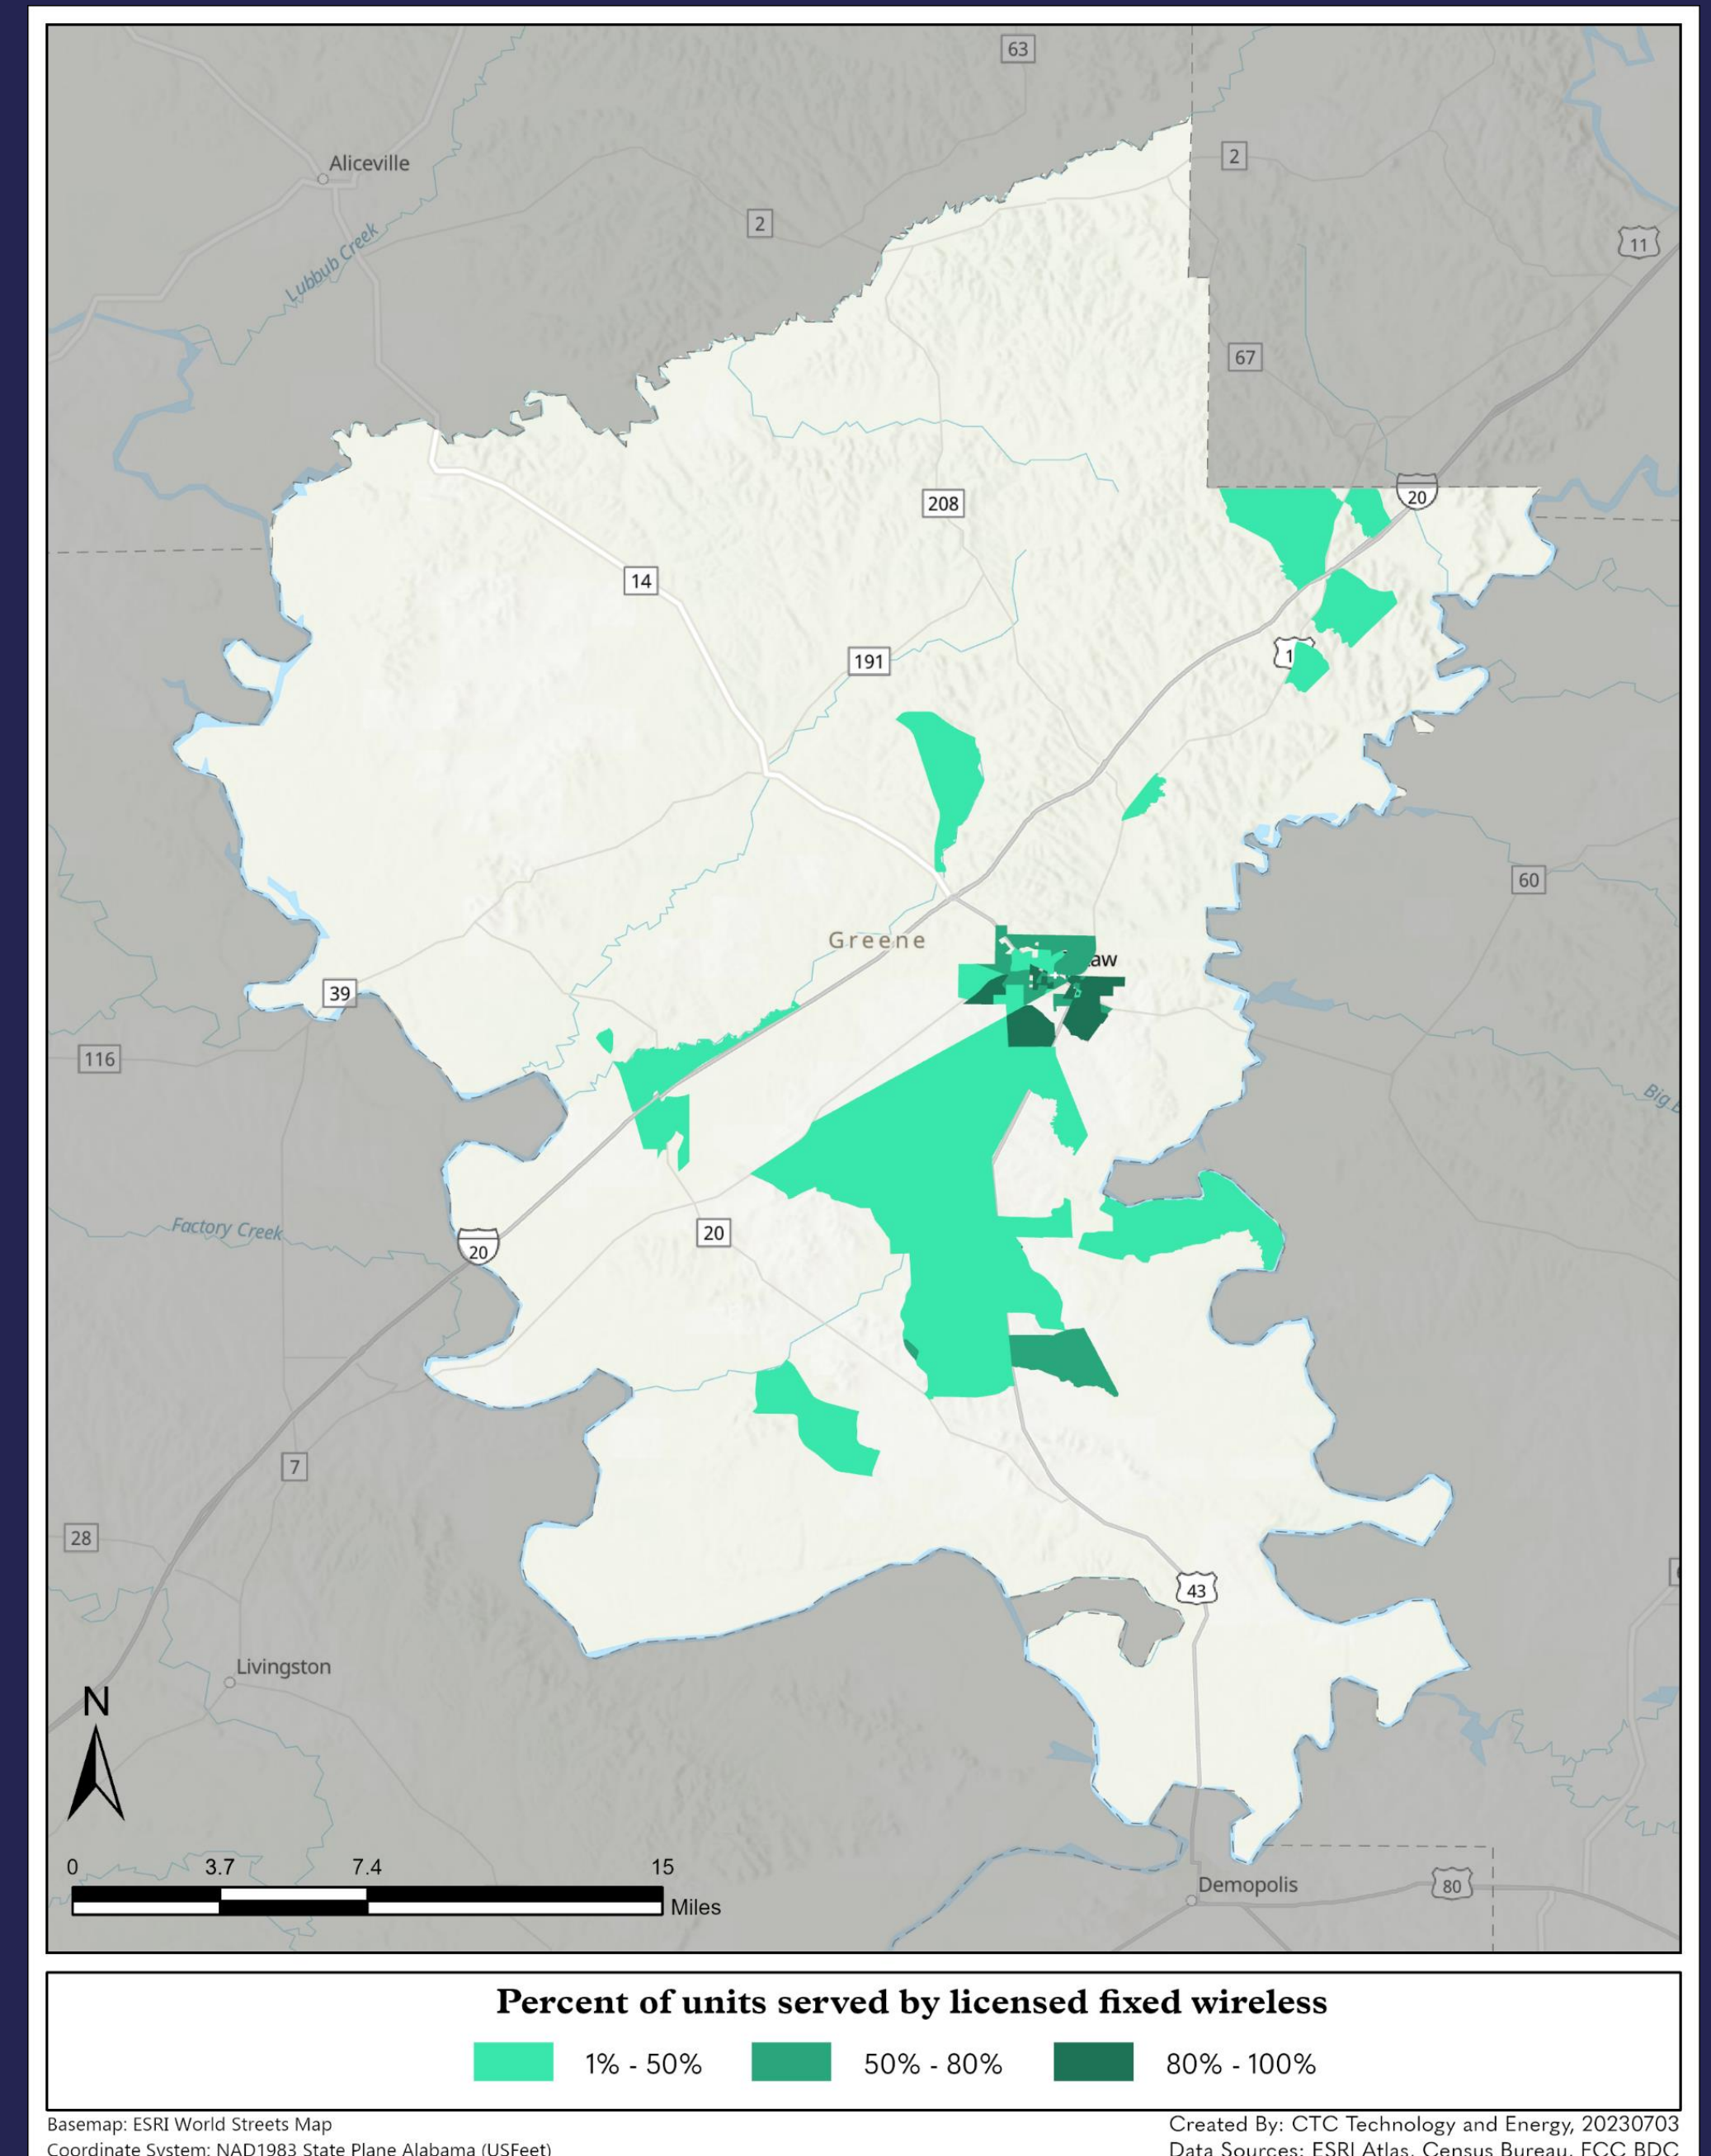 63
Aliceville
2
2
11
Lubbub Creek
67
20
208
14
191
1
60
Greene
aw
39
116
Factory Creek
20
20
7
28
43
Livingston
N
0 3.7 7.4 15
Miles
Demopolis
80
Percent of units served by licensed fixed wireless
1% - 50% 50% - 80% 80% - 100%
Basemap: ESRI World Streets Map
Created By: CTC Technology and Energy, 20230703
Coordinate System: NAD1983 State Plane Alabama (USFeet)
Data Sources: ESRI Atlas, Census Bureau, FCC BDC